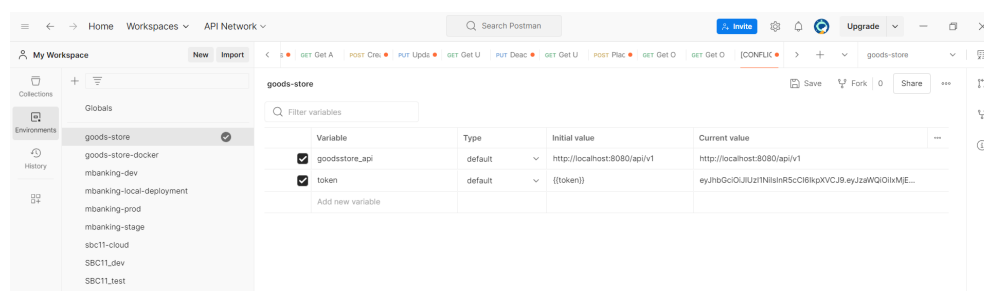 Home Workspaces API Network Search Postman Invite Upgrade
My Workspace New Import
GET Get A POST Crea PUT Upda GET Get U PUT Deac GET Get U POST Plac GET Get O GET Get O [CONFLIC goods-store
Collections
Environments
History
Globals
goods-store
goods-store-docker
mbanking-dev
mbanking-local-deployment
mbanking-prod
mbanking-stage
sbc11-cloud
SBC11_dev
SBC11_test
goods-store Save Fork 0 Share
Filter variables
Variable Type Initial value Current value
goodsstore_api default http://localhost:8080/api/v1 http://localhost:8080/api/v1
token default {{token}}
Add new variable